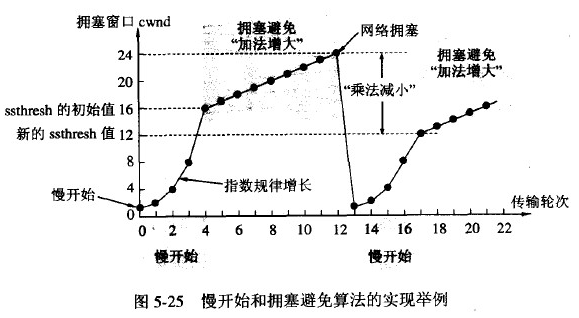 拥塞窗口 cwnd
拥塞避免
“加法增大”
网络拥塞
拥塞避免
“加法增大”
24
20
“乘法减小”
ssthresh 的初始值 16
新的 ssthresh 值 12
8
指数规律增长
慢开始
4
0
传输轮次
0 2 4 6 8 10 12 14 16 18 20 22
慢开始
慢开始
图 5-25 慢开始和拥塞避免算法的实现举例